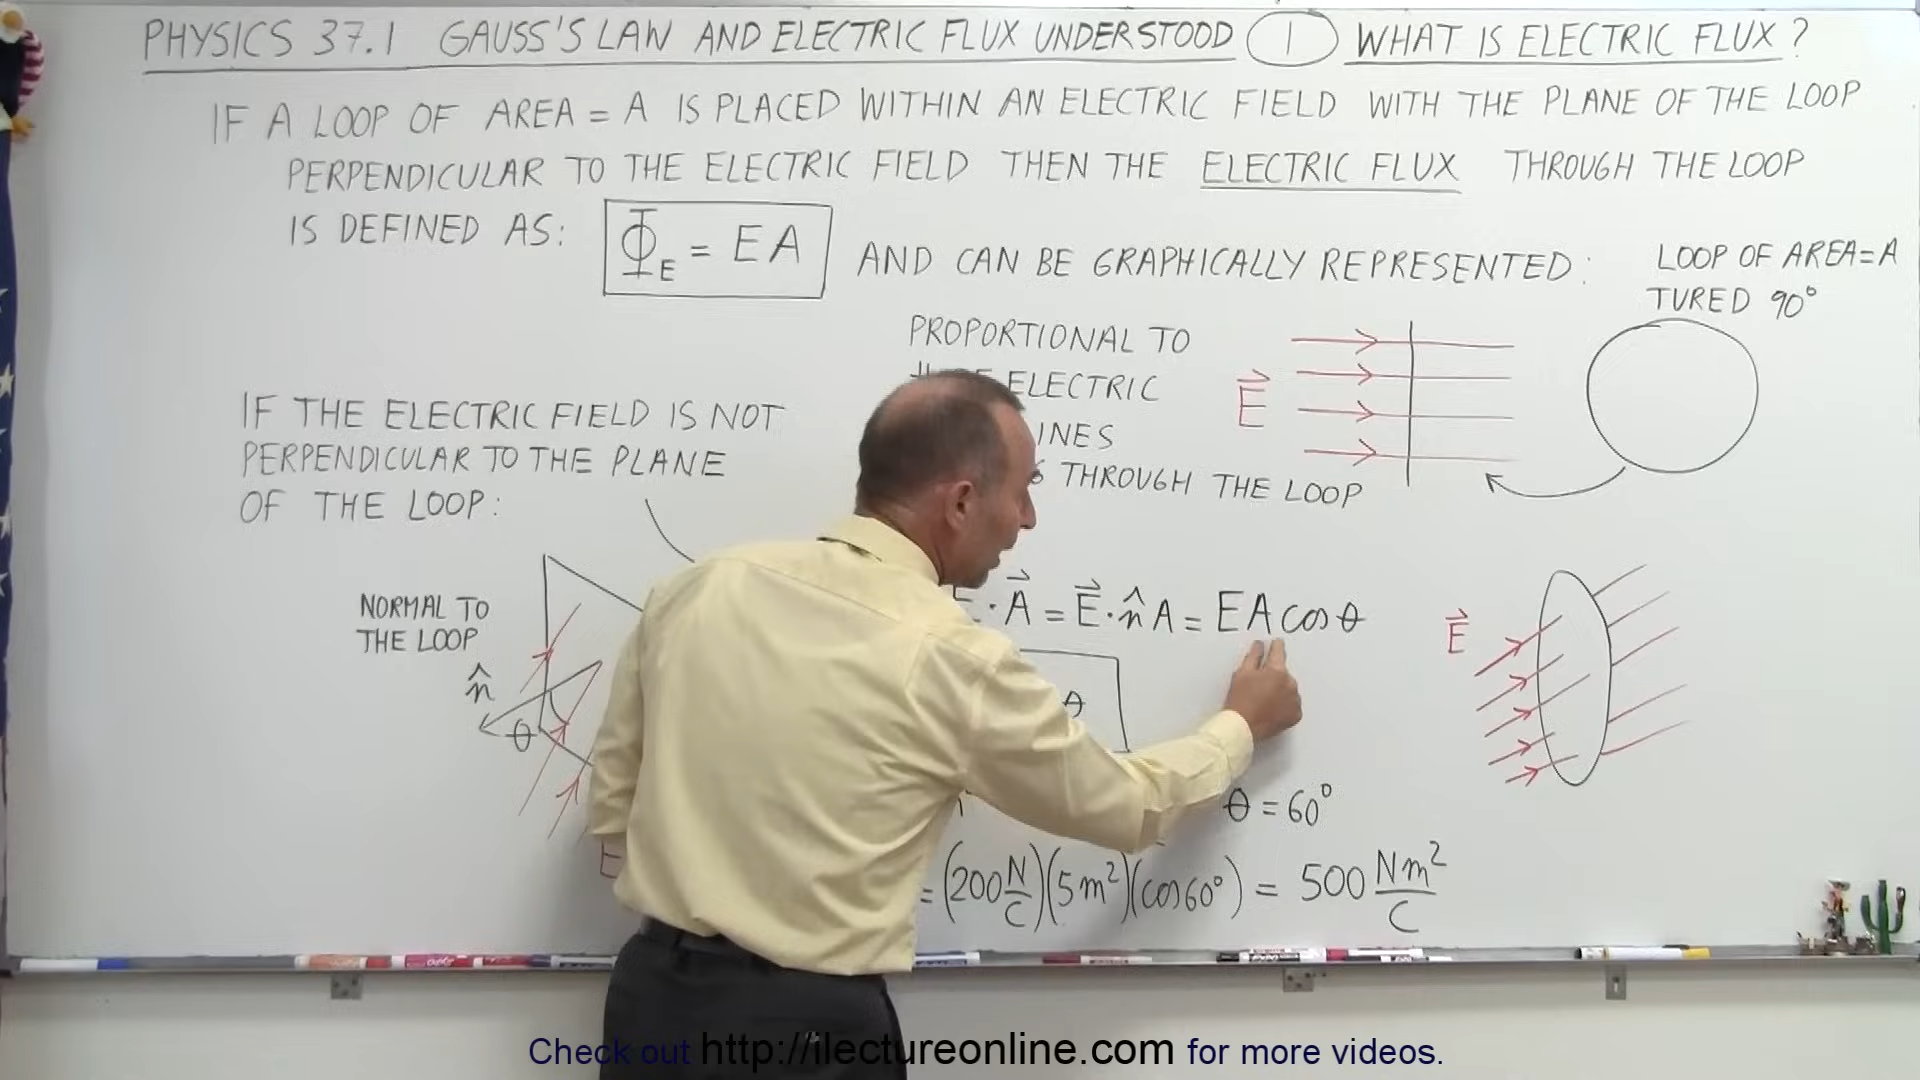 PHYSICS 37.1 GAUSS'S LAW AND ELECTRIC FLUX UNDERSTOOD 1 WHAT IS ELECTRIC FLUX?
IF A LOOP OF AREA = A IS PLACED WITHIN AN ELECTRIC FIELD WITH THE PLANE OF THE LOOP
PERPENDICULAR TO THE ELECTRIC FIELD THEN THE ELECTRIC FLUX THROUGH THE LOOP
IS DEFINED AS: Φ_E = EA AND CAN BE GRAPHICALLY REPRESENTED:
LOOP OF AREA=A
TURED 90°
PROPORTIONAL TO
ELECTRIC
THROUGH THE LOOP
E⃗
IF THE ELECTRIC FIELD IS NOT
PERPENDICULAR TO THE PLANE
OF THE LOOP:
NORMAL TO
THE LOOP
n̂
θ
· A⃗ = E⃗ · n̂ A = EA cos θ
E⃗
θ = 60°
= (200 N/C)(5 m²)(cos 60°) = 500 Nm²/C
Check out http://ilectureonline.com for more videos.